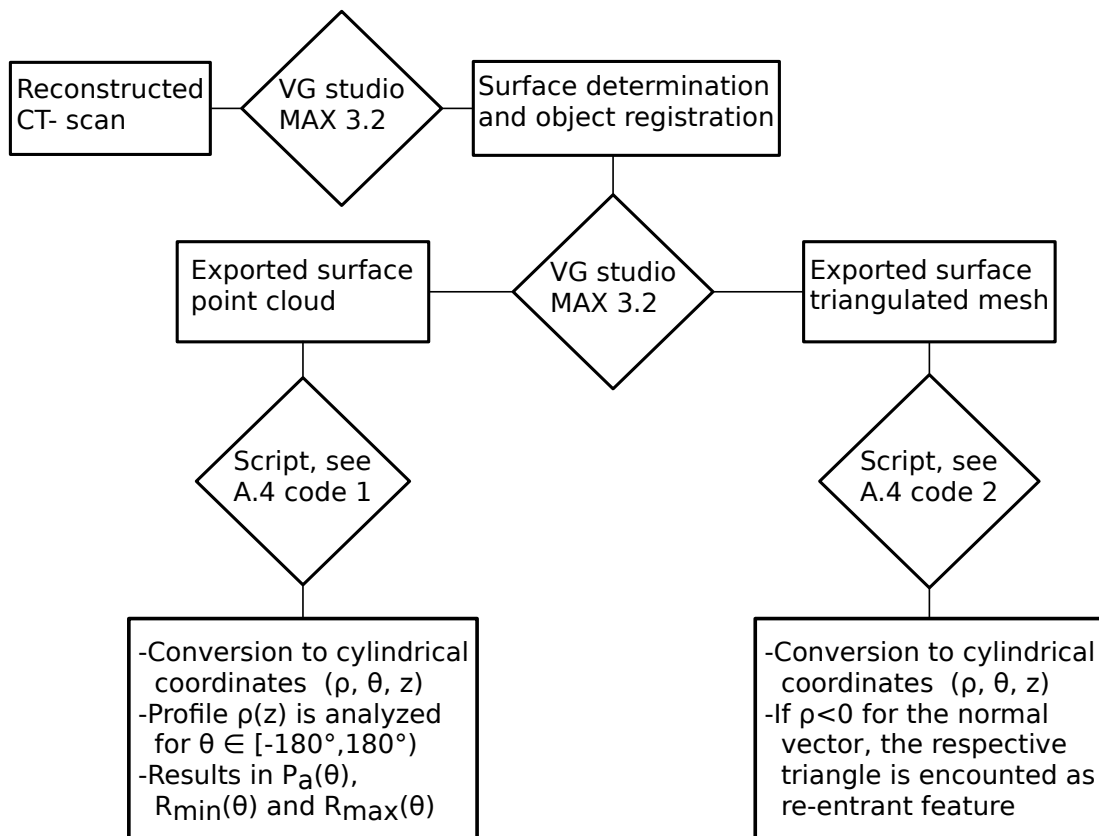 Reconstructed
CT- scan
VG studio
MAX 3.2
Surface determination
and object registration
Exported surface
point cloud
VG studio
MAX 3.2
Exported surface
triangulated mesh
Script, see
A.4 code 1
Script, see
A.4 code 2
-Conversion to cylindrical
coordinates (ρ, θ, z)
-Profile ρ(z) is analyzed
for θ ∈ [-180°,180°)
-Results in Pa(θ),
Rmin(θ) and Rmax(θ)
-Conversion to cylindrical
coordinates (ρ, θ, z)
-If ρ<0 for the normal
vector, the respective
triangle is encounted as
re-entrant feature